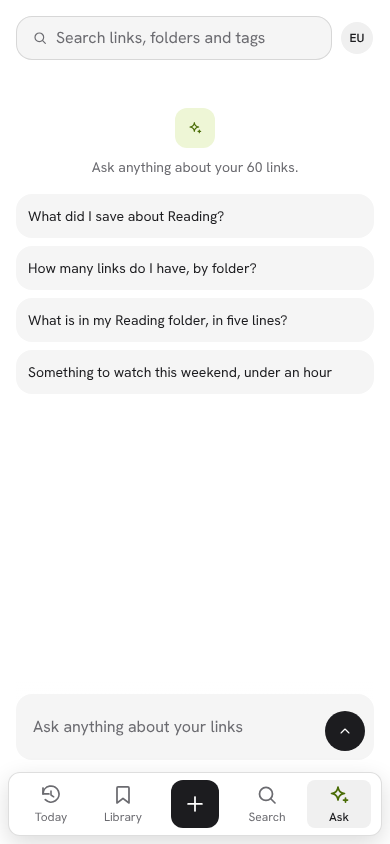 Search links, folders and tags
EU
Ask anything about your 60 links.
What did I save about Reading?
How many links do I have, by folder?
What is in my Reading folder, in five lines?
Something to watch this weekend, under an hour
Ask anything about your links
Today
Library
Search
Ask